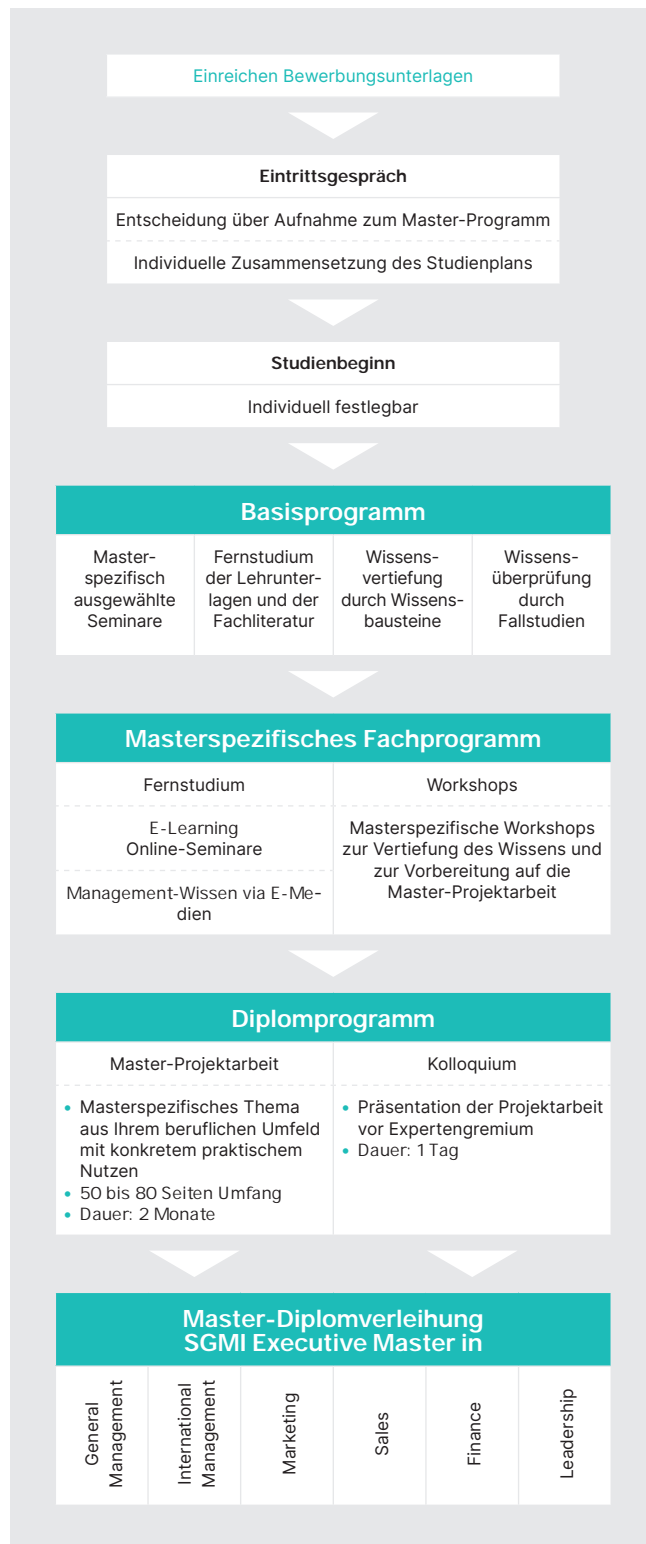 Einreichen Bewerbungsunterlagen
Eintrittsgespräch
Entscheidung über Aufnahme zum Master-Programm
Individuelle Zusammensetzung des Studienplans
Studienbeginn
Individuell festlegbar
Basisprogramm
Master-
spezifisch
ausgewählte
Seminare
Fernstudium
der Lehrunter-
lagen und der
Fachliteratur
Wissens-
vertiefung
durch Wissens-
bausteine
Wissens-
überprüfung
durch
Fallstudien
Masterspezifisches Fachprogramm
Fernstudium
E-Learning
Online-Seminare
Management-Wissen via E-Me-
dien
Workshops
Masterspezifische Workshops
zur Vertiefung des Wissens und
zur Vorbereitung auf die
Master-Projektarbeit
Diplomprogramm
Master-Projektarbeit
• Masterspezifisches Thema
aus Ihrem beruflichen Umfeld
mit konkretem praktischem
Nutzen
• 50 bis 80 Seiten Umfang
• Dauer: 2 Monate
Kolloquium
• Präsentation der Projektarbeit
vor Expertengremium
• Dauer: 1 Tag
Master-Diplomverleihung
SGMI Executive Master in
General
Management
International
Management
Marketing
Sales
Finance
Leadership